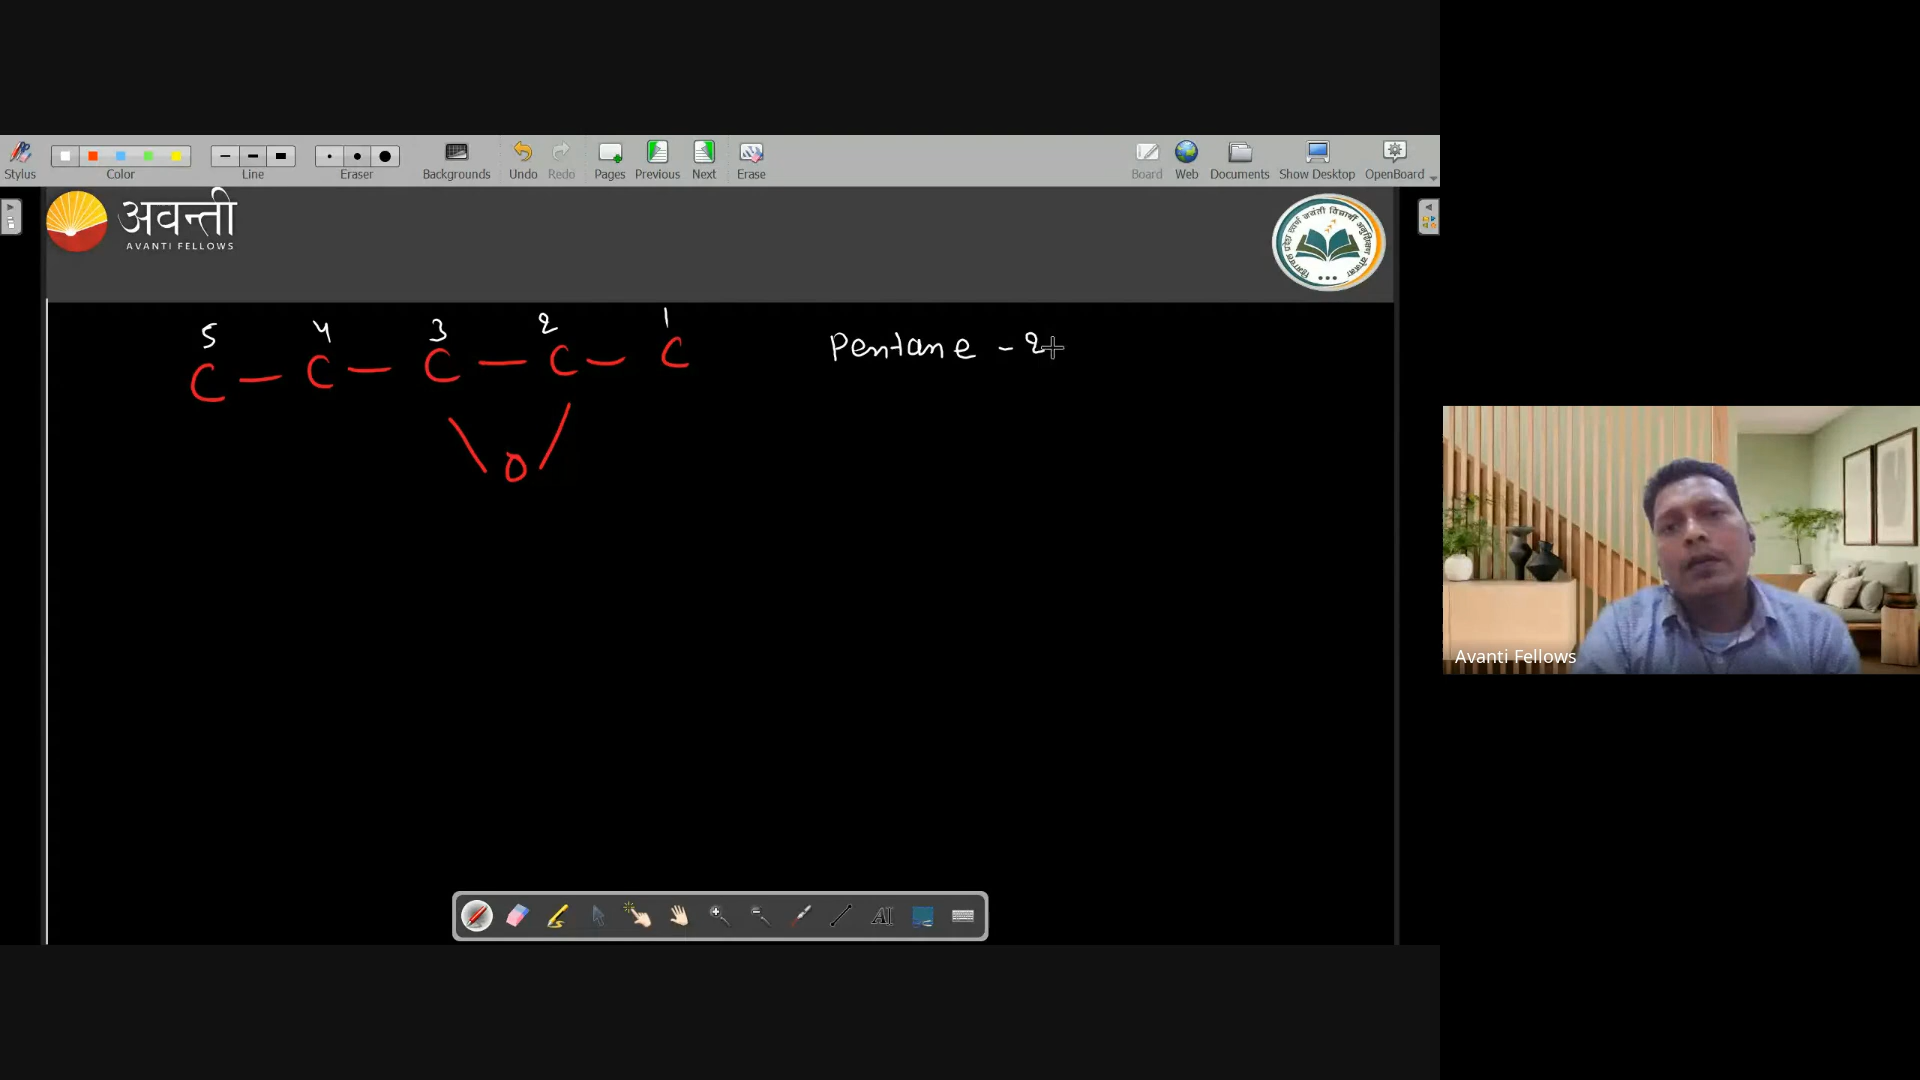 Stylus Color Line Eraser Backgrounds Undo Redo Pages Previous Next Erase Board Web Documents Show Desktop OpenBoard
अवन्ती
AVANTI FELLOWS
5 4 3 2 1
C — C — C — C — C
O
Pentane - 2
AI
Avanti Fellows